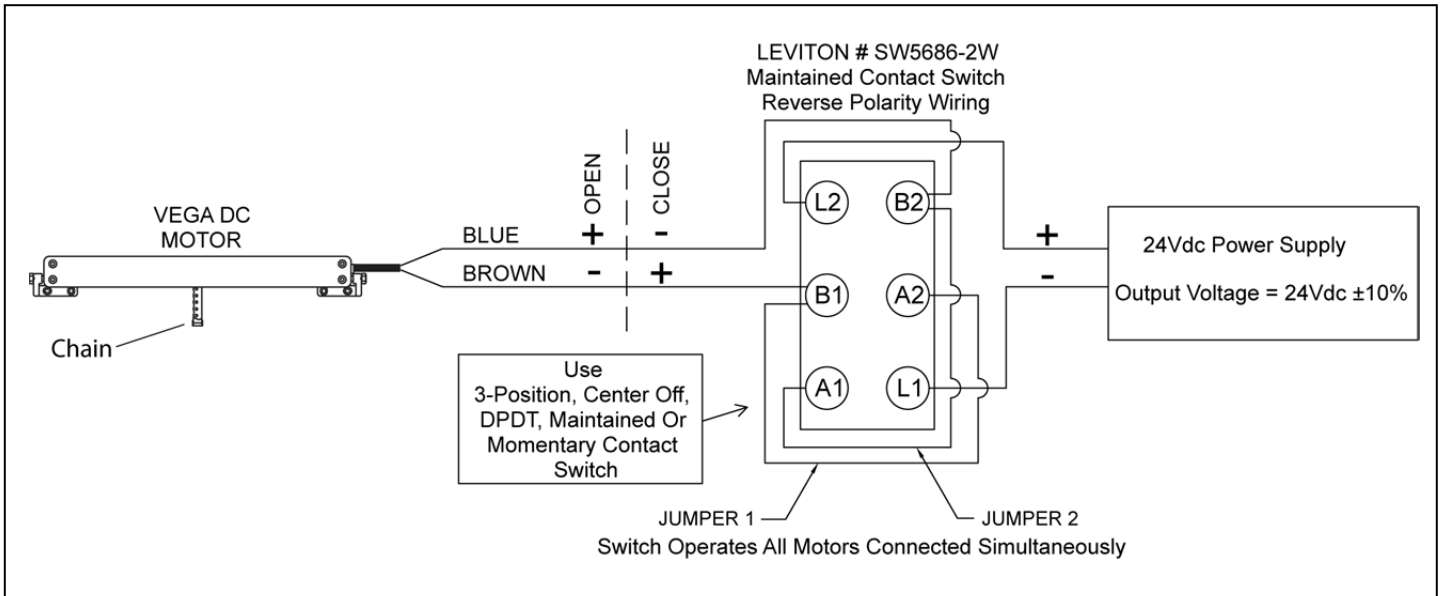 LEVITON # SW5686-2W
Maintained Contact Switch
Reverse Polarity Wiring
OPEN
CLOSE
VEGA DC
MOTOR
BLUE
+
-
BROWN
-
+
Chain
L2
B2
B1
A2
A1
L1
+
-
24Vdc Power Supply
Output Voltage = 24Vdc ±10%
Use
3-Position, Center Off,
DPDT, Maintained Or
Momentary Contact
Switch
JUMPER 1
JUMPER 2
Switch Operates All Motors Connected Simultaneously